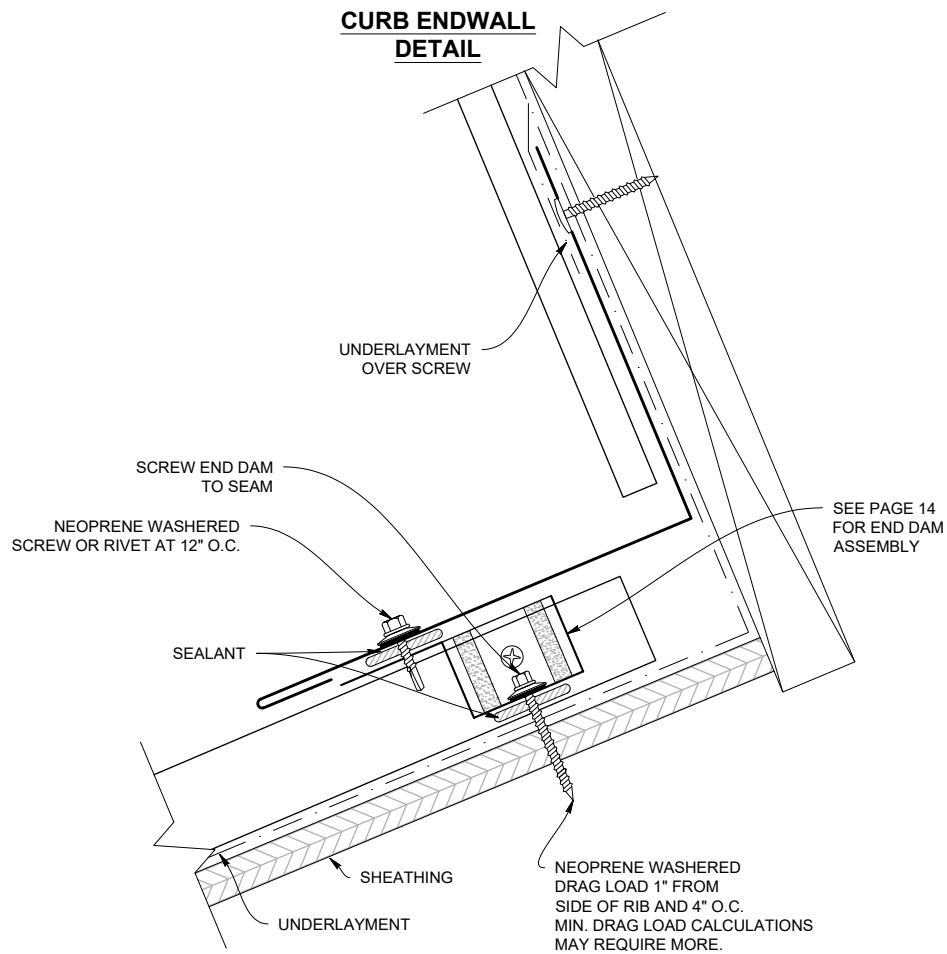 CURB ENDWALL
DETAIL
UNDERLAYMENT
OVER SCREW
SCREW END DAM
TO SEAM
NEOPRENE WASHERED
SCREW OR RIVET AT 12" O.C.
SEE PAGE 14
FOR END DAM
ASSEMBLY
SEALANT
SHEATHING
UNDERLAYMENT
NEOPRENE WASHERED
DRAG LOAD 1" FROM
SIDE OF RIB AND 4" O.C.
MIN. DRAG LOAD CALCULATIONS
MAY REQUIRE MORE.